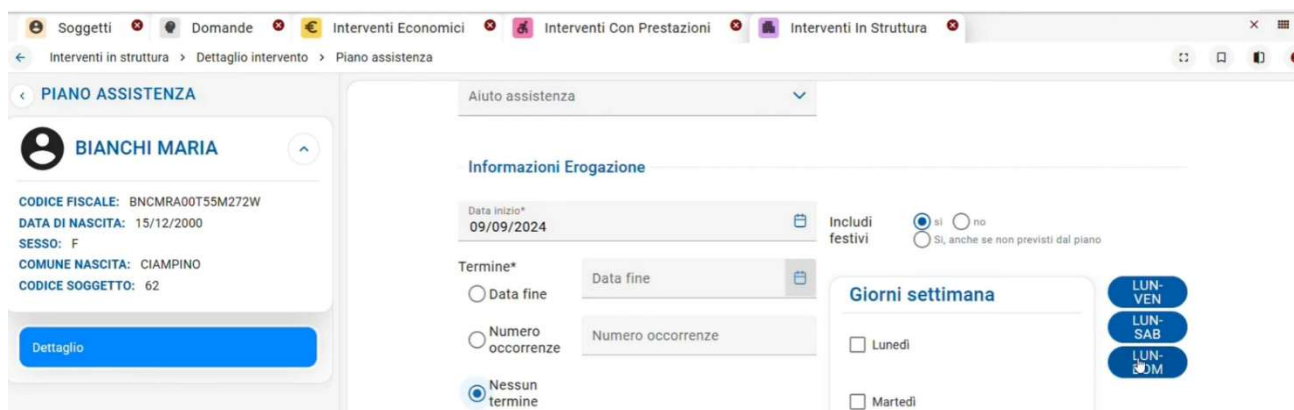 Soggetti Domande Interventi Economici Interventi Con Prestazioni Interventi In Struttura
Interventi in struttura > Dettaglio intervento > Piano assistenza
PIANO ASSISTENZA
BIANCHI MARIA
CODICE FISCALE: BNCMRA00T55M272W
DATA DI NASCITA: 15/12/2000
SESSO: F
COMUNE NASCITA: CIAMPINO
CODICE SOGGETTO: 62
Dettaglio
Aiuto assistenza
Informazioni Erogazione
Data inizio*
09/09/2024
Includi festivi
si no
Si, anche se non previsti dal piano
Termine*
Data fine
Data fine
Numero occorrenze
Numero occorrenze
Nessun termine
Giorni settimana
Lunedì
Martedì
LUN-
VEN
LUN-
SAB
LUN-